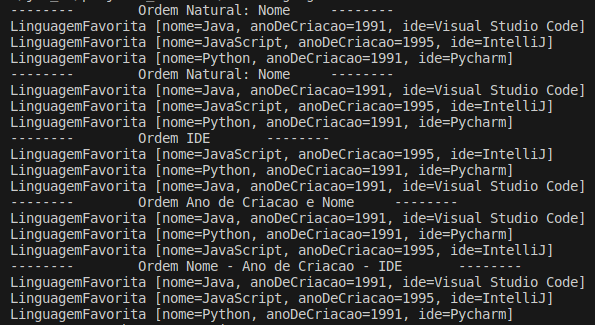 --------        Ordem Natural: Nome     --------
LinguagemFavorita [nome=Java, anoDeCriacao=1991, ide=Visual Studio Code]
LinguagemFavorita [nome=JavaScript, anoDeCriacao=1995, ide=IntelliJ]
LinguagemFavorita [nome=Python, anoDeCriacao=1991, ide=Pycharm]
--------        Ordem Natural: Nome     --------
LinguagemFavorita [nome=Java, anoDeCriacao=1991, ide=Visual Studio Code]
LinguagemFavorita [nome=JavaScript, anoDeCriacao=1995, ide=IntelliJ]
LinguagemFavorita [nome=Python, anoDeCriacao=1991, ide=Pycharm]
--------        Ordem IDE       --------
LinguagemFavorita [nome=JavaScript, anoDeCriacao=1995, ide=IntelliJ]
LinguagemFavorita [nome=Python, anoDeCriacao=1991, ide=Pycharm]
LinguagemFavorita [nome=Java, anoDeCriacao=1991, ide=Visual Studio Code]
--------        Ordem Ano de Criacao e Nome     --------
LinguagemFavorita [nome=Java, anoDeCriacao=1991, ide=Visual Studio Code]
LinguagemFavorita [nome=Python, anoDeCriacao=1991, ide=Pycharm]
LinguagemFavorita [nome=JavaScript, anoDeCriacao=1995, ide=IntelliJ]
--------        Ordem Nome - Ano de Criacao - IDE       --------
LinguagemFavorita [nome=Java, anoDeCriacao=1991, ide=Visual Studio Code]
LinguagemFavorita [nome=JavaScript, anoDeCriacao=1995, ide=IntelliJ]
LinguagemFavorita [nome=Python, anoDeCriacao=1991, ide=Pycharm]